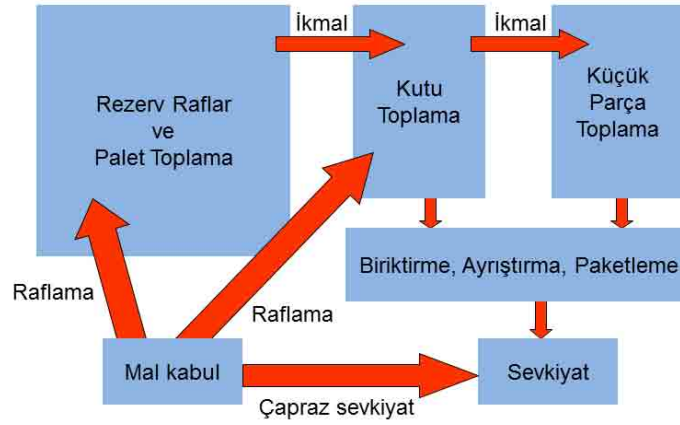 İkmal
İkmal
Rezerv Raflar
ve
Palet Toplama
Kutu
Toplama
Küçük
Parça
Toplama
Biriktirme, Ayrıştırma, Paketleme
Raflama
Raflama
Mal kabul
Çapraz sevkiyat
Sevkiyat